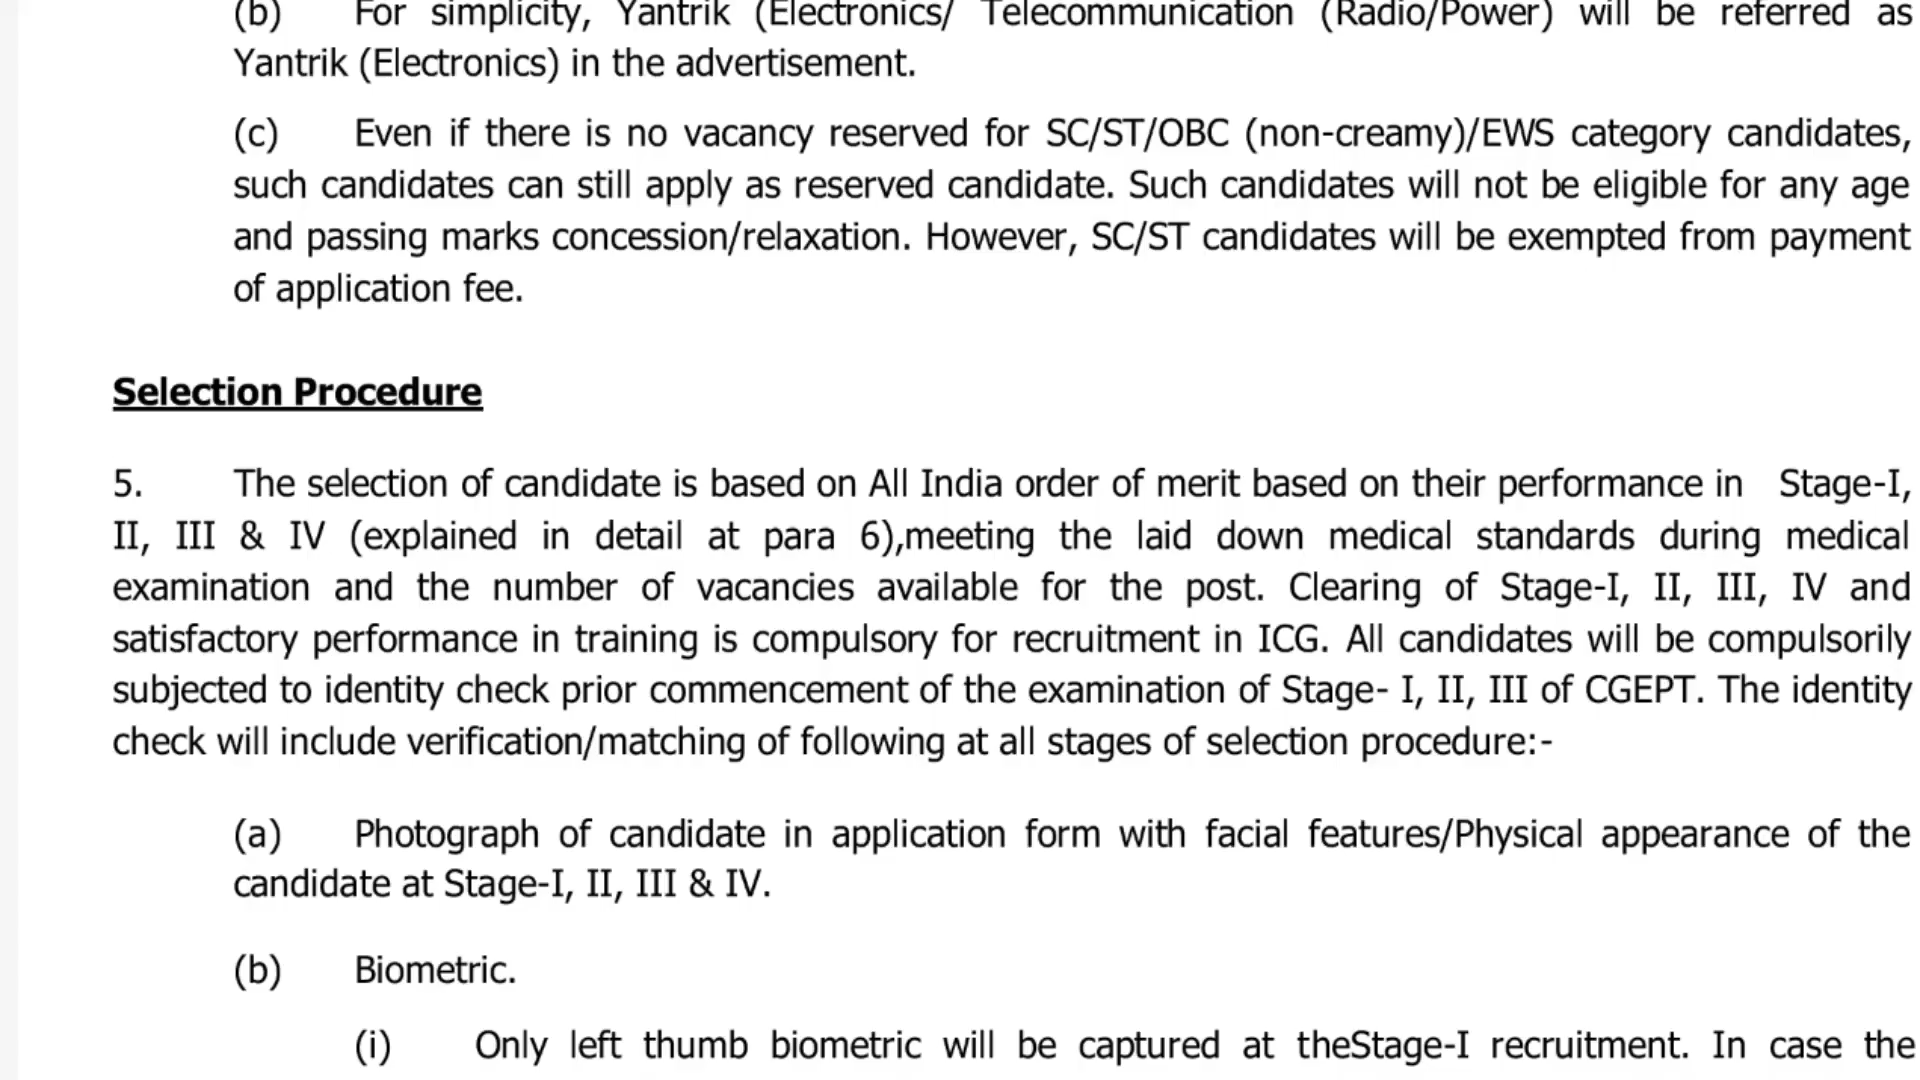 (b) For simplicity, Yantrik (Electronics/ Telecommunication (Radio/Power) will be referred as
Yantrik (Electronics) in the advertisement.
(c) Even if there is no vacancy reserved for SC/ST/OBC (non-creamy)/EWS category candidates,
such candidates can still apply as reserved candidate. Such candidates will not be eligible for any age
and passing marks concession/relaxation. However, SC/ST candidates will be exempted from payment
of application fee.
Selection Procedure
5. The selection of candidate is based on All India order of merit based on their performance in Stage-I,
II, III & IV (explained in detail at para 6),meeting the laid down medical standards during medical
examination and the number of vacancies available for the post. Clearing of Stage-I, II, III, IV and
satisfactory performance in training is compulsory for recruitment in ICG. All candidates will be compulsorily
subjected to identity check prior commencement of the examination of Stage- I, II, III of CGEPT. The identity
check will include verification/matching of following at all stages of selection procedure:-
(a) Photograph of candidate in application form with facial features/Physical appearance of the
candidate at Stage-I, II, III & IV.
(b) Biometric.
(i) Only left thumb biometric will be captured at theStage-I recruitment. In case the